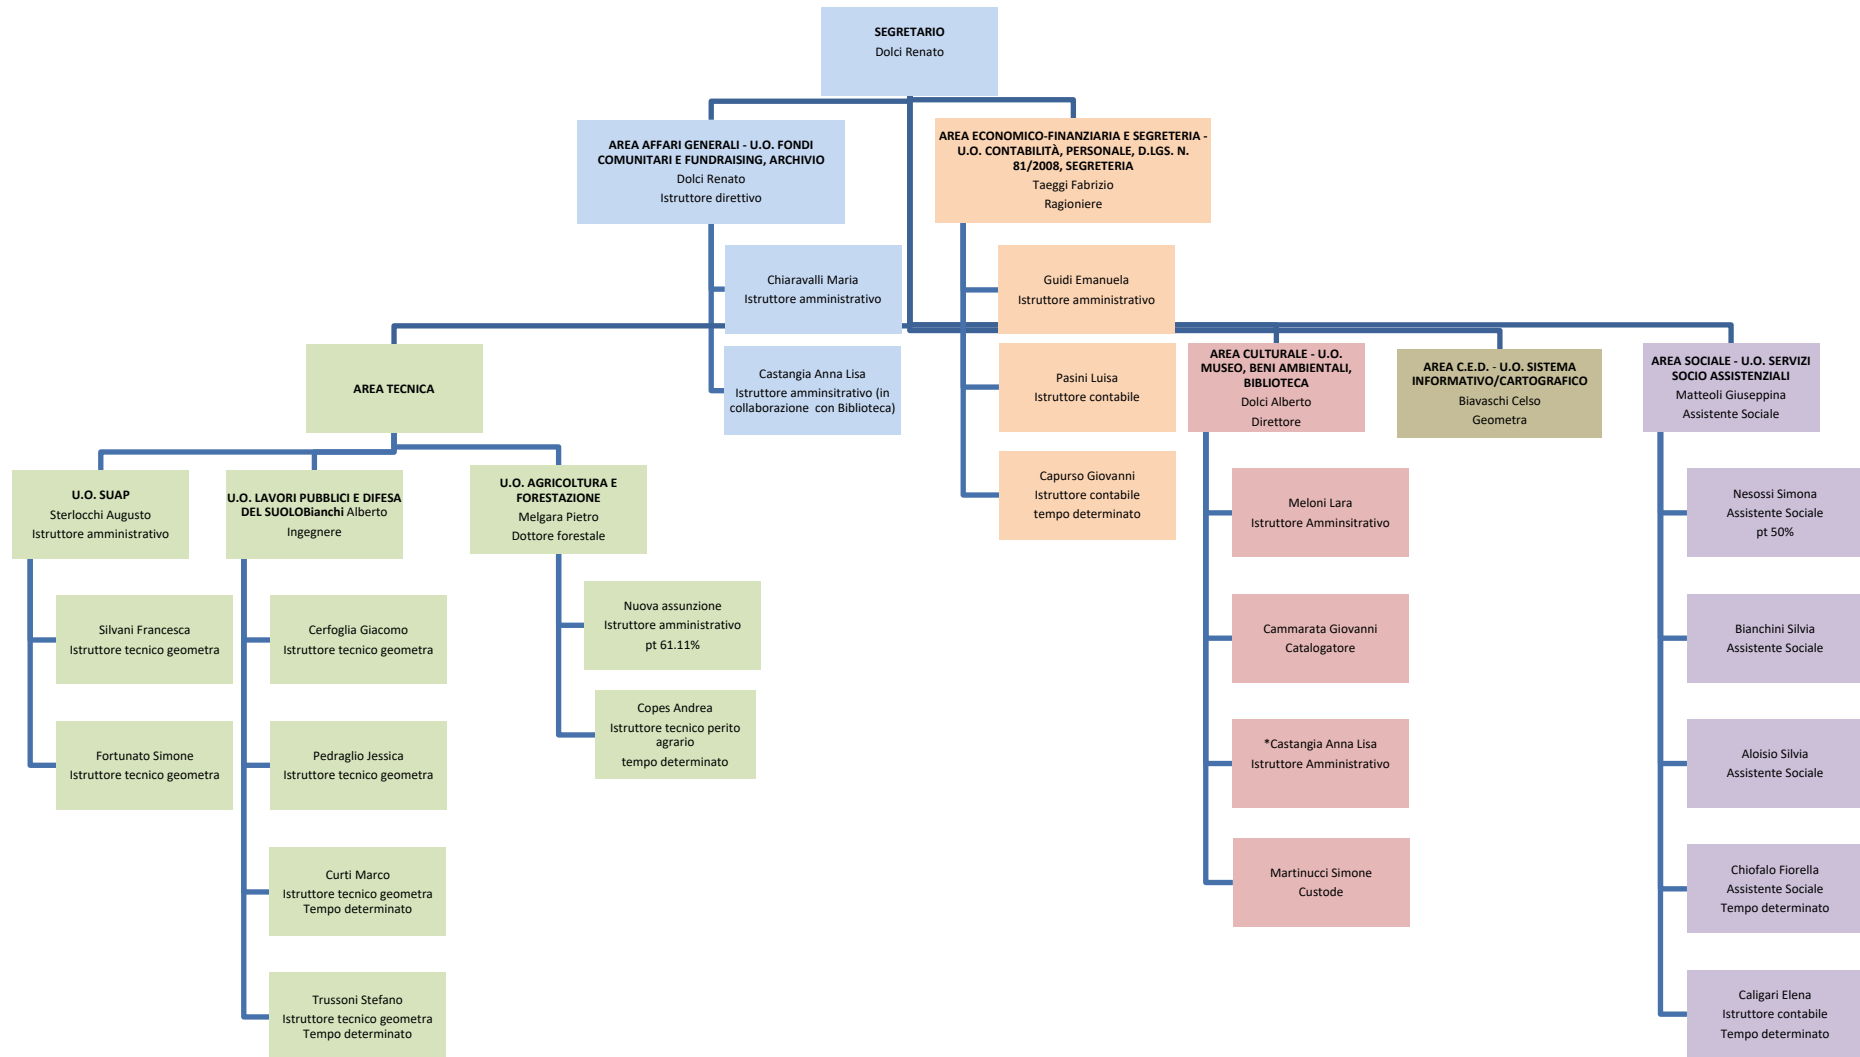 SEGRETARIO
Dolci Renato
AREA AFFARI GENERALI - U.O. FONDI
COMUNITARI E FUNDRAISING, ARCHIVIO
Dolci Renato
Istruttore direttivo
AREA ECONOMICO-FINANZIARIA E SEGRETERIA -
U.O. CONTABILITÀ, PERSONALE, D.LGS. N.
81/2008, SEGRETERIA
Taeggi Fabrizio
Ragioniere
Chiaravalli Maria
Istruttore amministrativo
Castangia Anna Lisa
Istruttore amminsitrativo (in
collaborazione  con Biblioteca)
Guidi Emanuela
Istruttore amministrativo
Pasini Luisa
Istruttore contabile
Capurso Giovanni
Istruttore contabile
tempo determinato
AREA TECNICA
U.O. SUAP
Sterlocchi Augusto
Istruttore amministrativo
Silvani Francesca
Istruttore tecnico geometra
Fortunato Simone
Istruttore tecnico geometra
U.O. LAVORI PUBBLICI E DIFESA
DEL SUOLOBianchi Alberto
Ingegnere
Cerfoglia Giacomo
Istruttore tecnico geometra
Pedraglio Jessica
Istruttore tecnico geometra
Curti Marco
Istruttore tecnico geometra
Tempo determinato
Trussoni Stefano
Istruttore tecnico geometra
Tempo determinato
U.O. AGRICOLTURA E
FORESTAZIONE
Melgara Pietro
Dottore forestale
Nuova assunzione
Istruttore amministrativo
pt 61.11%
Copes Andrea
Istruttore tecnico perito
agrario
tempo determinato
AREA CULTURALE - U.O.
MUSEO, BENI AMBIENTALI,
BIBLIOTECA
Dolci Alberto
Direttore
Meloni Lara
Istruttore Amminsitrativo
Cammarata Giovanni
Catalogatore
*Castangia Anna Lisa
Istruttore Amministrativo
Martinucci Simone
Custode
AREA C.E.D. - U.O. SISTEMA
INFORMATIVO/CARTOGRAFICO
Biavaschi Celso
Geometra
AREA SOCIALE - U.O. SERVIZI
SOCIO ASSISTENZIALI
Matteoli Giuseppina
Assistente Sociale
Nesossi Simona
Assistente Sociale
pt 50%
Bianchini Silvia
Assistente Sociale
Aloisio Silvia
Assistente Sociale
Chiofalo Fiorella
Assistente Sociale
Tempo determinato
Caligari Elena
Istruttore contabile
Tempo determinato